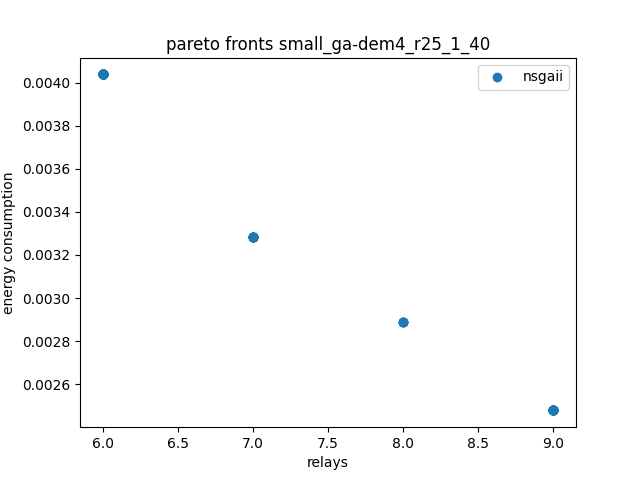 pareto fronts small_ga-dem4_r25_1_40
nsgaii
energy consumption
0.0040
0.0038
0.0036
0.0034
0.0032
0.0030
0.0028
0.0026
6.0 6.5 7.0 7.5 8.0 8.5 9.0
relays